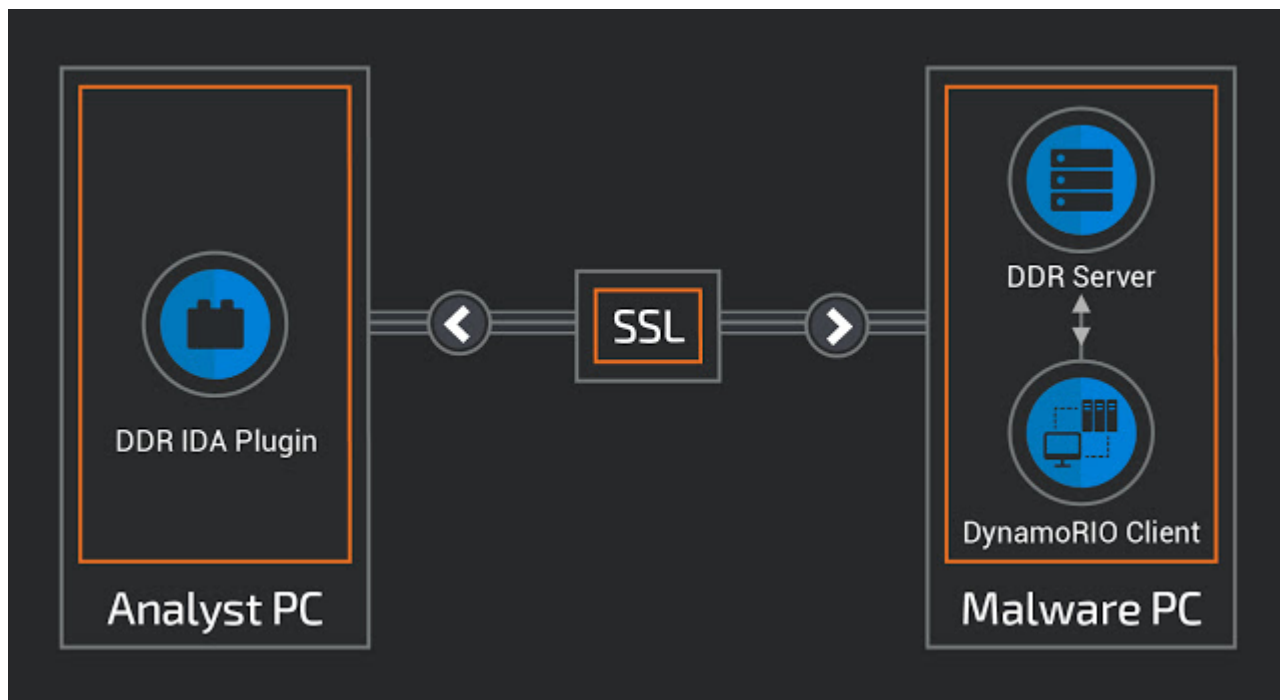 DDR IDA Plugin
Analyst PC
SSL
DDR Server
DynamoRIO Client
Malware PC